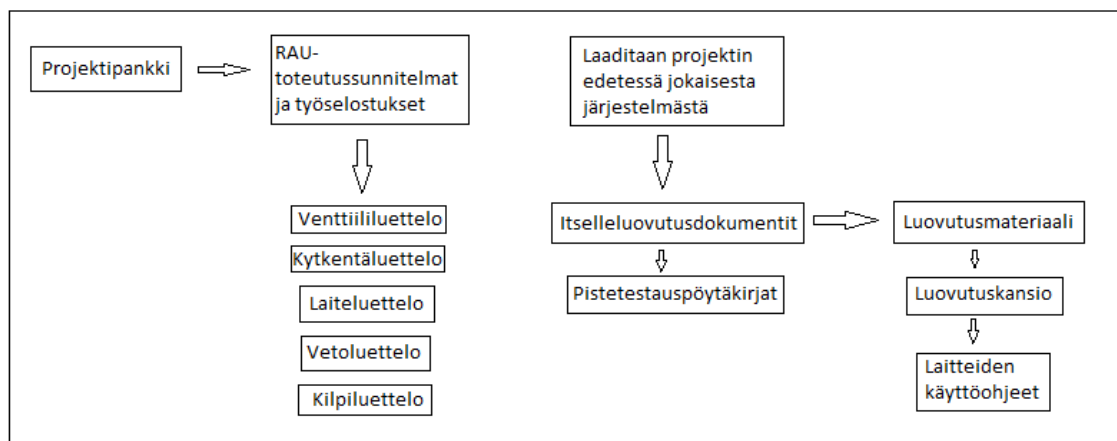 Projektipankki
RAU-
toteutussunnitelmat
ja työselostukset
Venttiililuettelo
Kytkentäluettelo
Laiteluettelo
Vetoluettelo
Kilpiluettelo
Laaditaan projektin
edetessä jokaisesta
järjestelmästä
Itselleluovutusdokumentit
Pistetestauspöytäkirjat
Luovutusmateriaali
Luovutuskansio
Laitteiden
käyttöohjeet